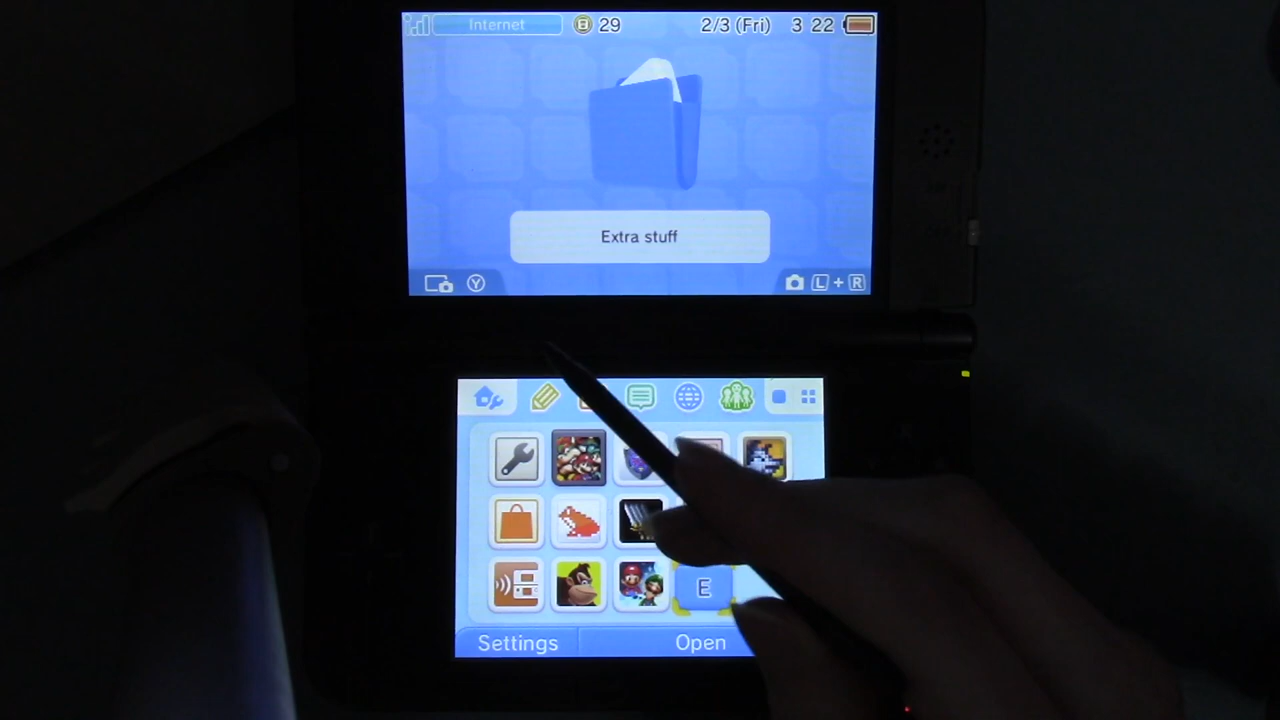 Internet 29 2/3 (Fri) 3 22
Extra stuff
Y L + R
E
Settings Open